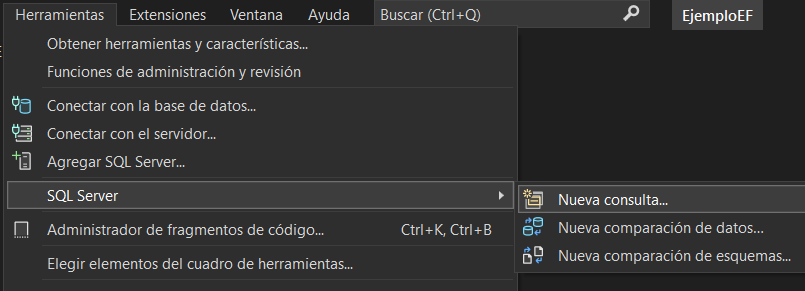 Herramientas Extensiones Ventana Ayuda Buscar (Ctrl+Q) EjemploEF
Obtener herramientas y características...
Funciones de administración y revisión
Conectar con la base de datos...
Conectar con el servidor...
Agregar SQL Server...
SQL Server
Nueva consulta...
Nueva comparación de datos...
Nueva comparación de esquemas...
Administrador de fragmentos de código... Ctrl+K, Ctrl+B
Elegir elementos del cuadro de herramientas...